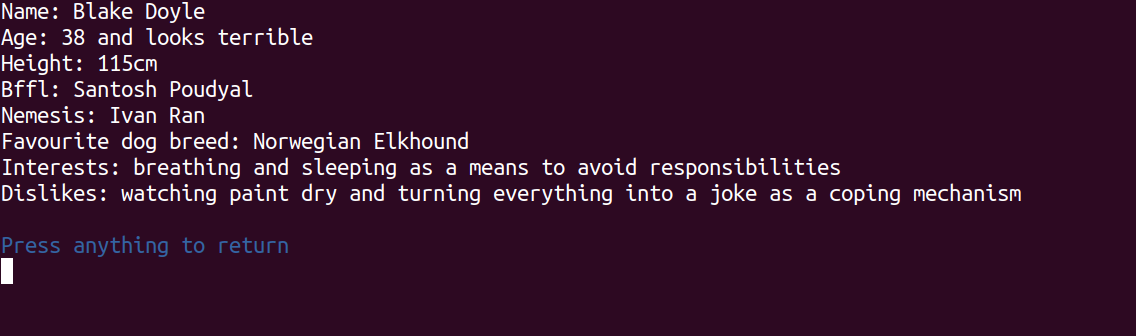 Name: Blake Doyle
Age: 38 and looks terrible
Height: 115cm
Bffl: Santosh Poudyal
Nemesis: Ivan Ran
Favourite dog breed: Norwegian Elkhound
Interests: breathing and sleeping as a means to avoid responsibilities
Dislikes: watching paint dry and turning everything into a joke as a coping mechanism
Press anything to return